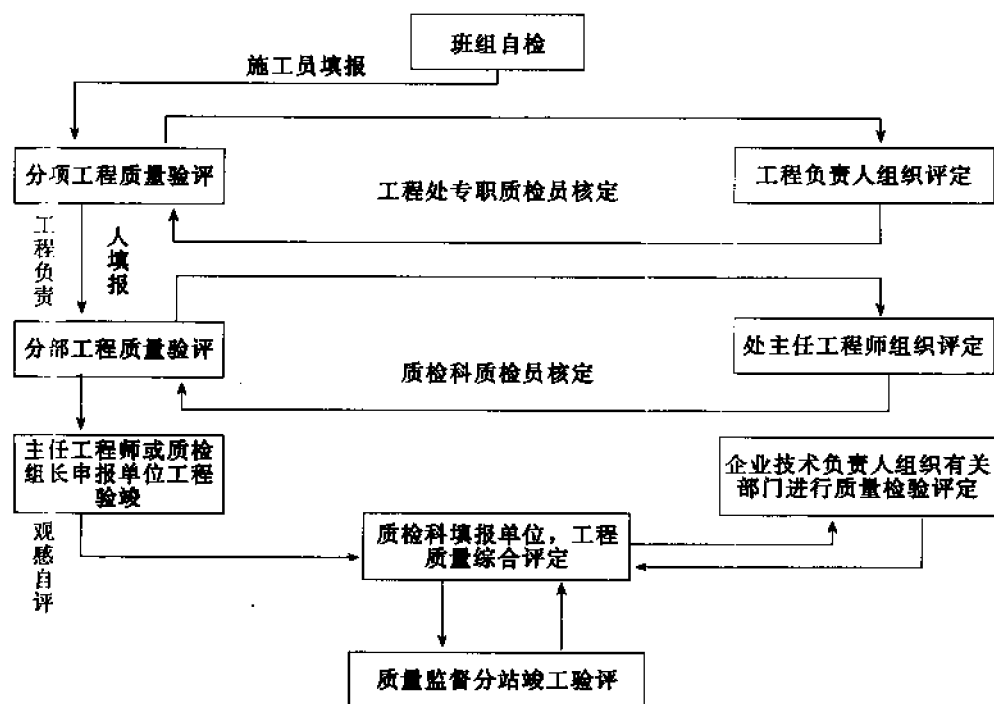 班组自检
施工员填报
分项工程质量验评
工程处专职质检员核定
工程负责人组织评定
工程负责
人填报
分部工程质量验评
质检科质检员核定
处主任工程师组织评定
主任工程师或质检
组长申报单位工程
验竣
企业技术负责人组织有关
部门进行质量检验评定
观感自评
质检科填报单位，工程
质量综合评定
质量监督分站竣工验评